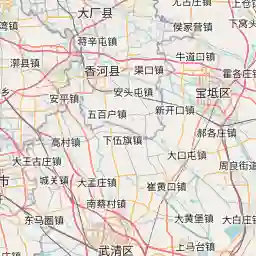 大厂县
侯家营镇
蒋辛屯镇
牛道口镇
漷县镇
香河县
渠口镇
霍各庄镇
安平镇
安头屯镇
宝坻区
五百户镇
新开口镇
高村镇
下伍旗镇
郝各庄镇
大王古庄镇
大口屯镇
周良街道
城关镇
大孟庄镇
崔黄口镇
南蔡村镇
东马圈镇
大黄堡镇
大白庄镇
武清区
上马台镇